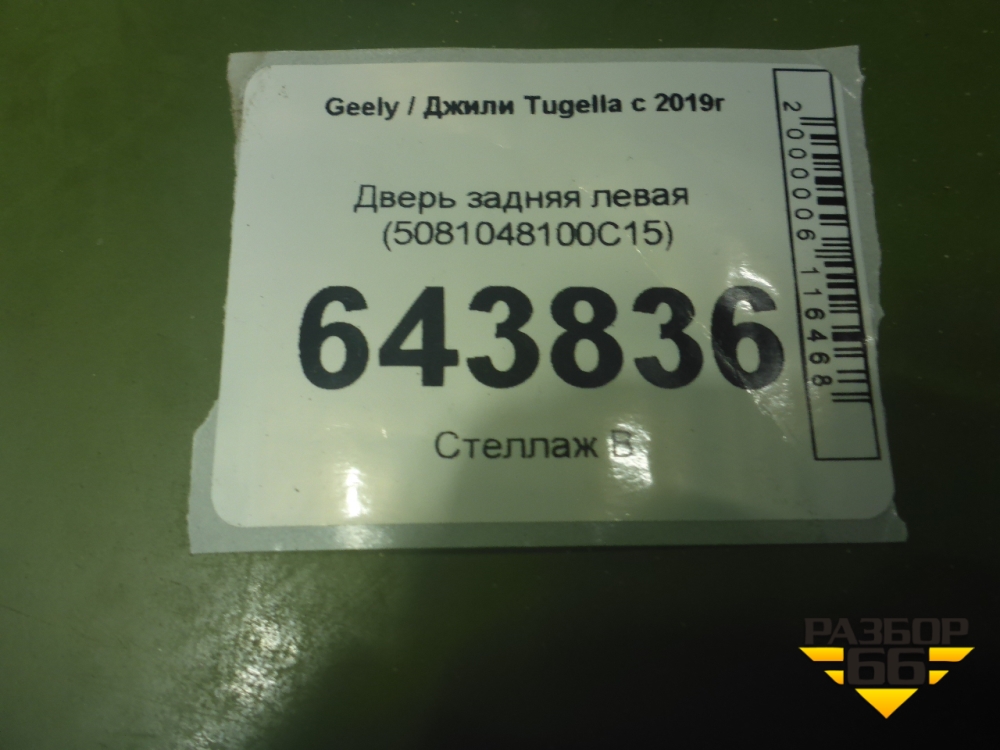 Geely / Джили Tugella с 2019г
Дверь задняя левая
(5081048100C15)
643836
Стеллаж В
2000006116468
РАЗБОР
66